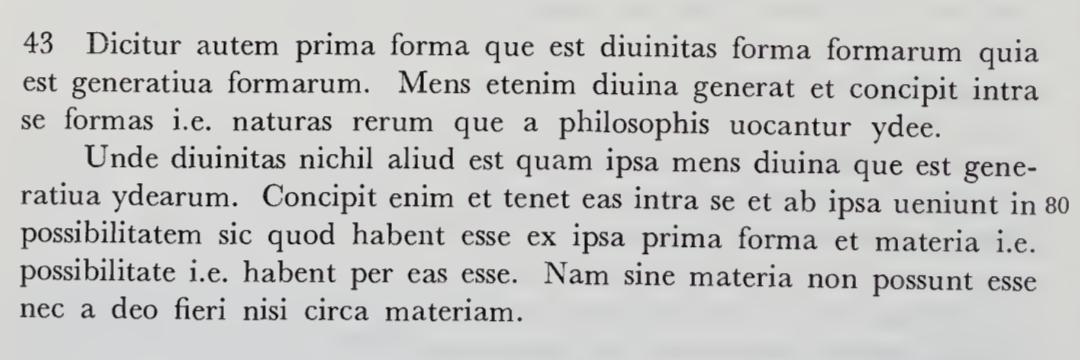 43 Dicitur autem prima forma que est diuinitas forma formarum quia
est generatiua formarum. Mens etenim diuina generat et concipit intra
se formas i.e. naturas rerum que a philosophis uocantur ydee.
Unde diuinitas nichil aliud est quam ipsa mens diuina que est gene-
ratiua ydearum. Concipit enim et tenet eas intra se et ab ipsa ueniunt in 80
possibilitatem sic quod habent esse ex ipsa prima forma et materia i.e.
possibilitate i.e. habent per eas esse. Nam sine materia non possunt esse
nec a deo fieri nisi circa materiam.